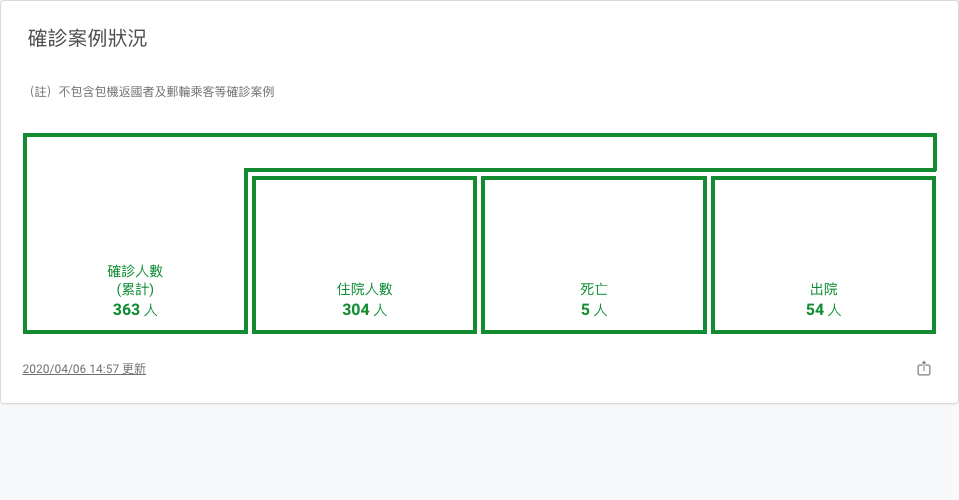 確診案例狀況
（註）不包含包機返國者及郵輪乘客等確診案例
確診人數
(累計)
363 人
住院人數
304 人
死亡
5 人
出院
54 人
2020/04/06 14:57 更新